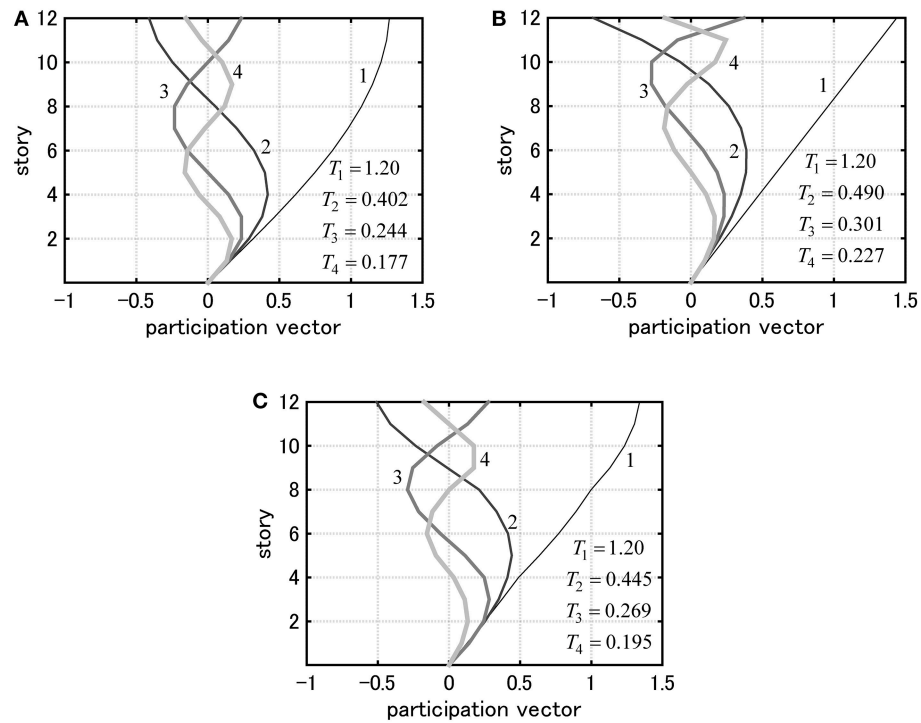 A
12
10
8
6
4
2
story
1
2
3
4
T1 = 1.20
T2 = 0.402
T3 = 0.244
T4 = 0.177
-1 -0.5 0 0.5 1 1.5
participation vector
B
12
10
8
6
4
2
story
1
2
3
4
T1 = 1.20
T2 = 0.490
T3 = 0.301
T4 = 0.227
-1 -0.5 0 0.5 1 1.5
participation vector
C
12
10
8
6
4
2
story
1
2
3
4
T1 = 1.20
T2 = 0.445
T3 = 0.269
T4 = 0.195
-1 -0.5 0 0.5 1 1.5
participation vector